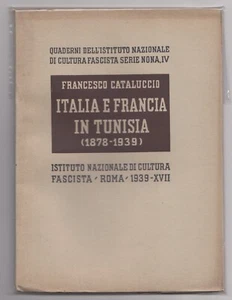 QUADERNI DELL'ISTITUTO NAZIONALE
DI CULTURA FASCISTA SERIE NONA, IV
FRANCESCO CATALUCCIO
ITALIA E FRANCIA
IN TUNISIA
(1878-1939)
ISTITUTO NAZIONALE DI CULTURA
FASCISTA - ROMA - 1939-XVII